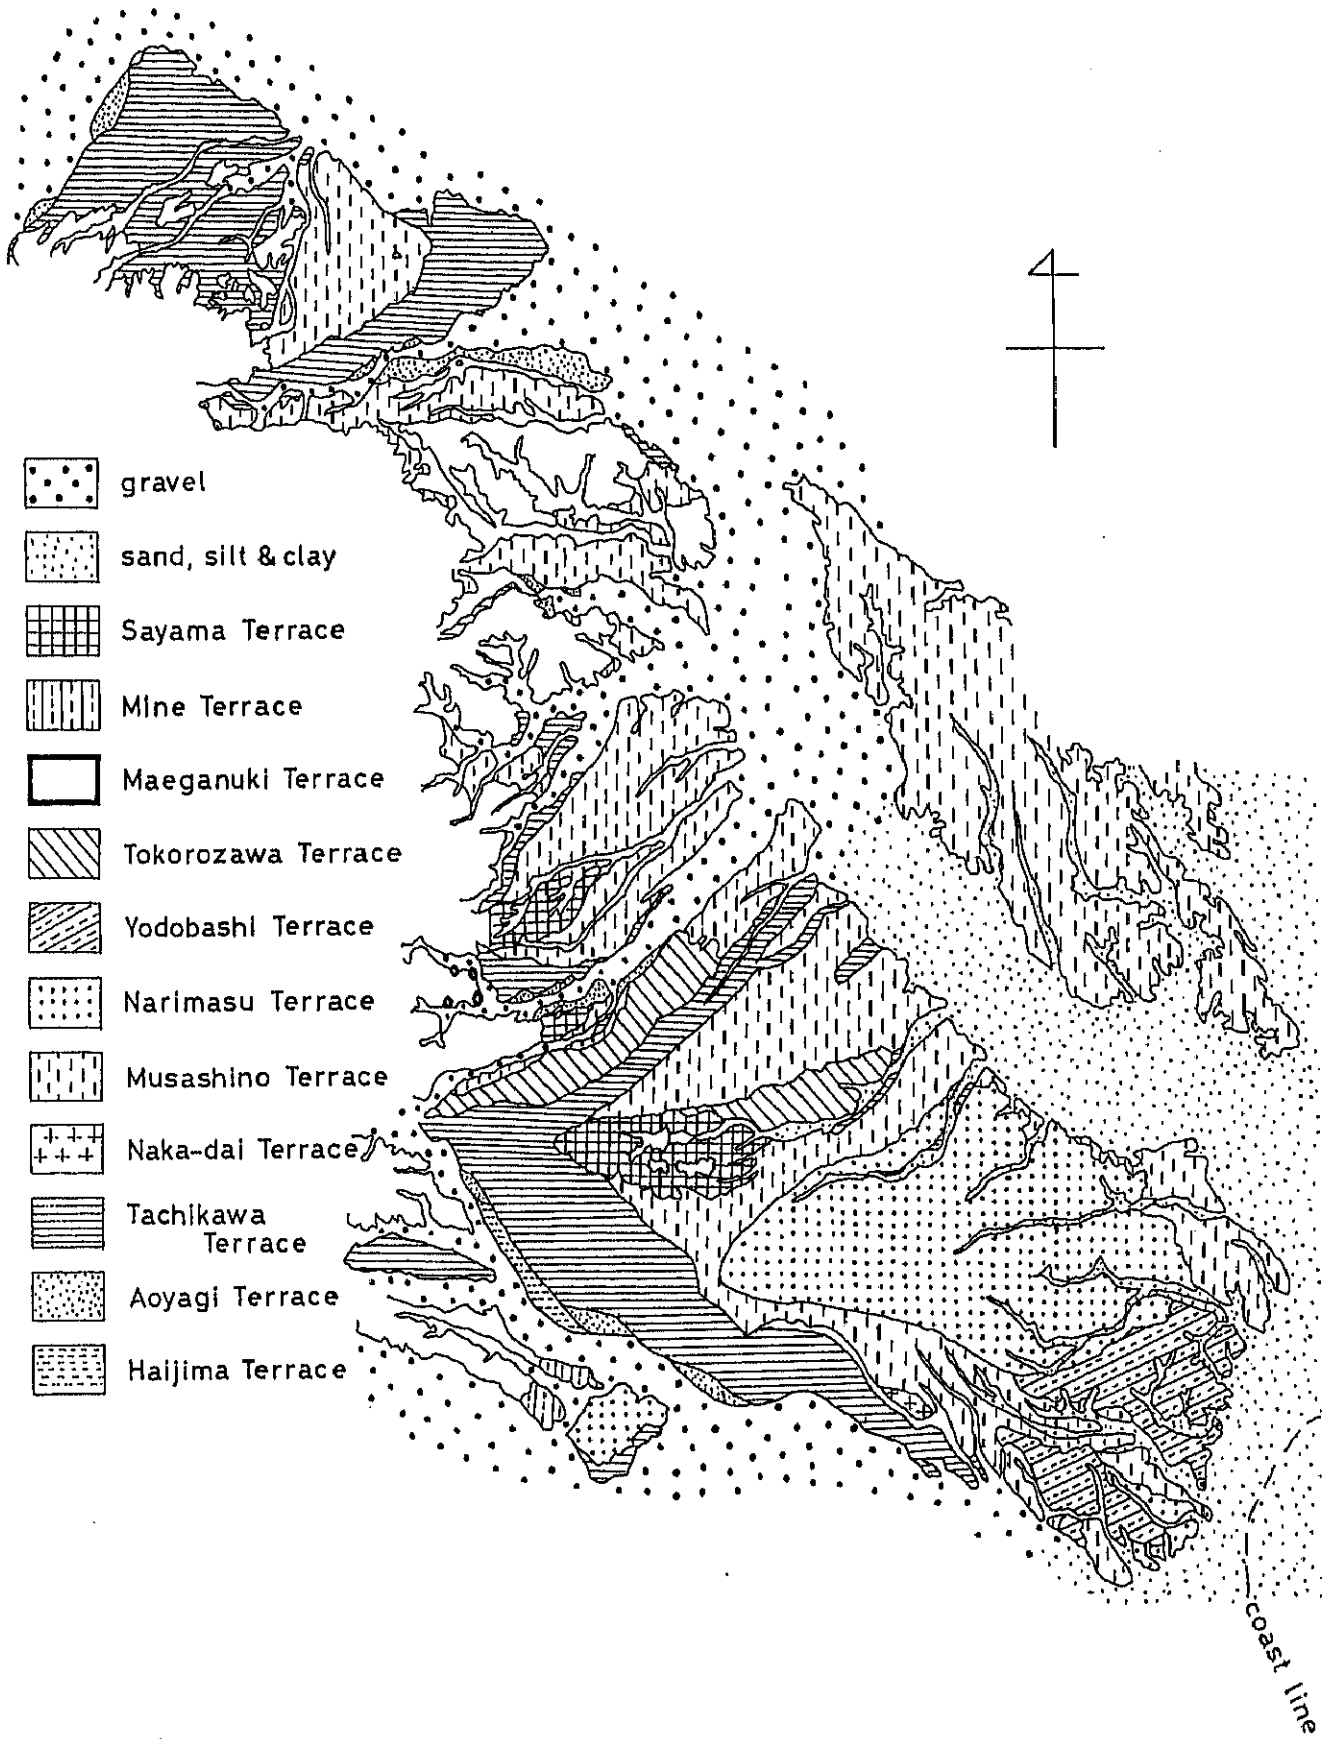 gravel
sand, silt & clay
Sayama Terrace
Mine Terrace
Maeganuki Terrace
Tokorozawa Terrace
Yodobashi Terrace
Narimasu Terrace
Musashino Terrace
Naka-dai Terrace
Tachikawa
Terrace
Aoyagi Terrace
Haijima Terrace
coast line